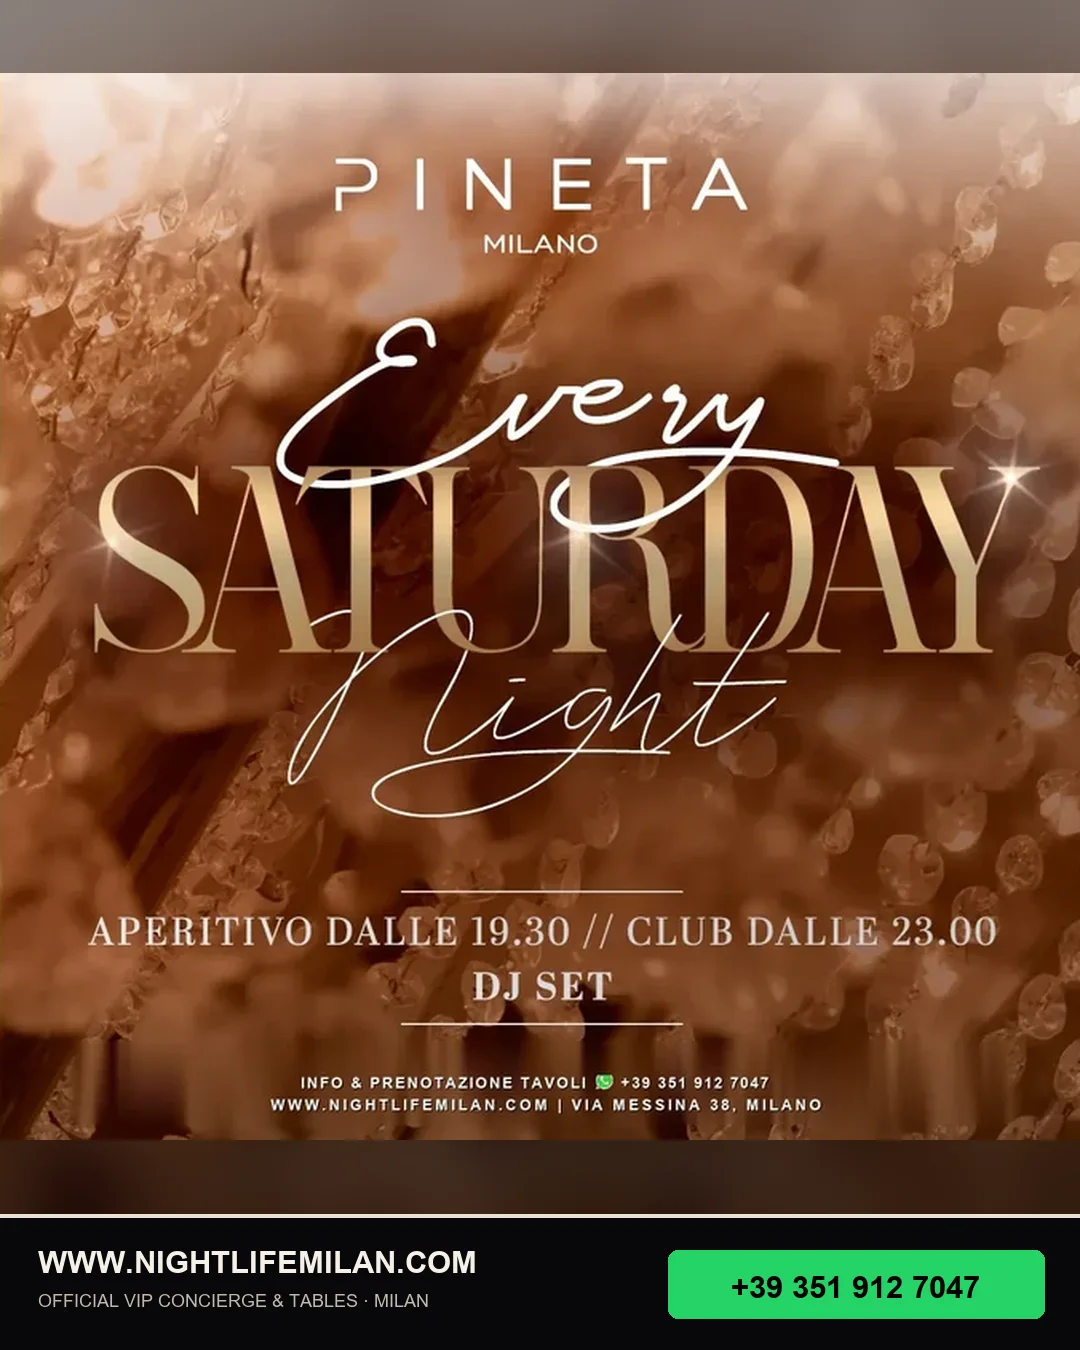 PINETA
MILANO
Every
SATURDAY
Night
APERITIVO DALLE 19.30 // CLUB DALLE 23.00
DJ SET
INFO & PRENOTAZIONE TAVOLI +39 351 912 7047
WWW.NIGHTLIFEMILAN.COM | VIA MESSINA 38, MILANO
WWW.NIGHTLIFEMILAN.COM
OFFICIAL VIP CONCIERGE & TABLES · MILAN
+39 351 912 7047